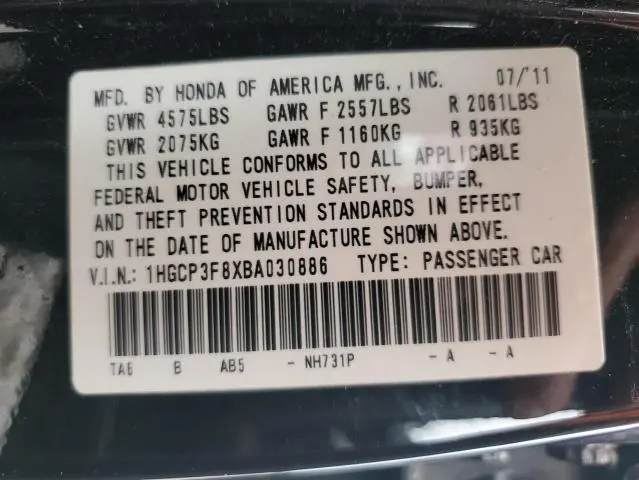 MFD. BY HONDA OF AMERICA MFG., INC. 07/'11
GVWR 4575LBS GAWR F 2557LBS R 2061LBS
GVWR 2075KG GAWR F 1160KG R 935KG
THIS VEHICLE CONFORMS TO ALL APPLICABLE
FEDERAL MOTOR VEHICLE SAFETY, BUMPER,
AND THEFT PREVENTION STANDARDS IN EFFECT
ON THE DATE OF MANUFACTURE SHOWN ABOVE.
V.I.N.: 1HGCP3F8XBA030886 TYPE: PASSENGER CAR
TA6 B AB5 - NH731P - A - A